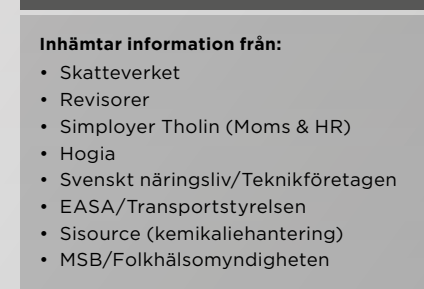 Inhämtar information från:
• Skatteverket
• Revisorer
• Simployer Tholin (Moms & HR)
• Hogia
• Svenskt näringsliv/Teknikföretagen
• EASA/Transportstyrelsen
• Sisource (kemikaliehantering)
• MSB/Folkhälsomyndigheten